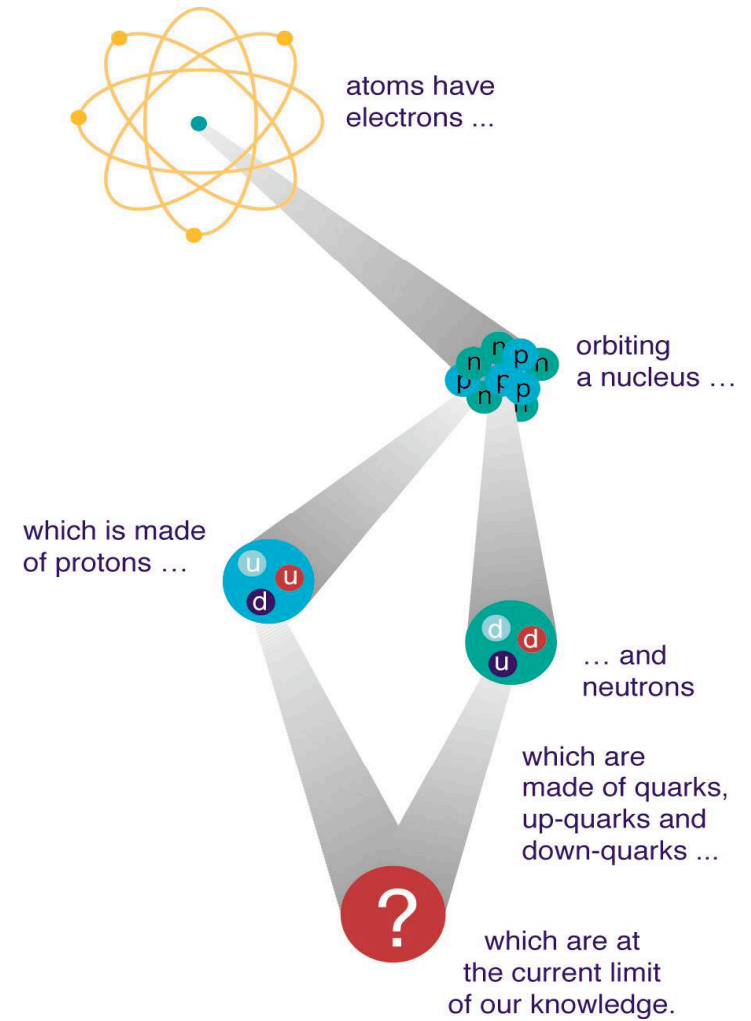 atoms have
electrons ...
n
p
n
n
p
p
p
n
n
orbiting
a nucleus …
which is made
of protons …
u
u
d
d
d
u
… and
neutrons
which are
made of quarks,
up-quarks and
down-quarks ...
?
which are at
the current limit
of our knowledge.